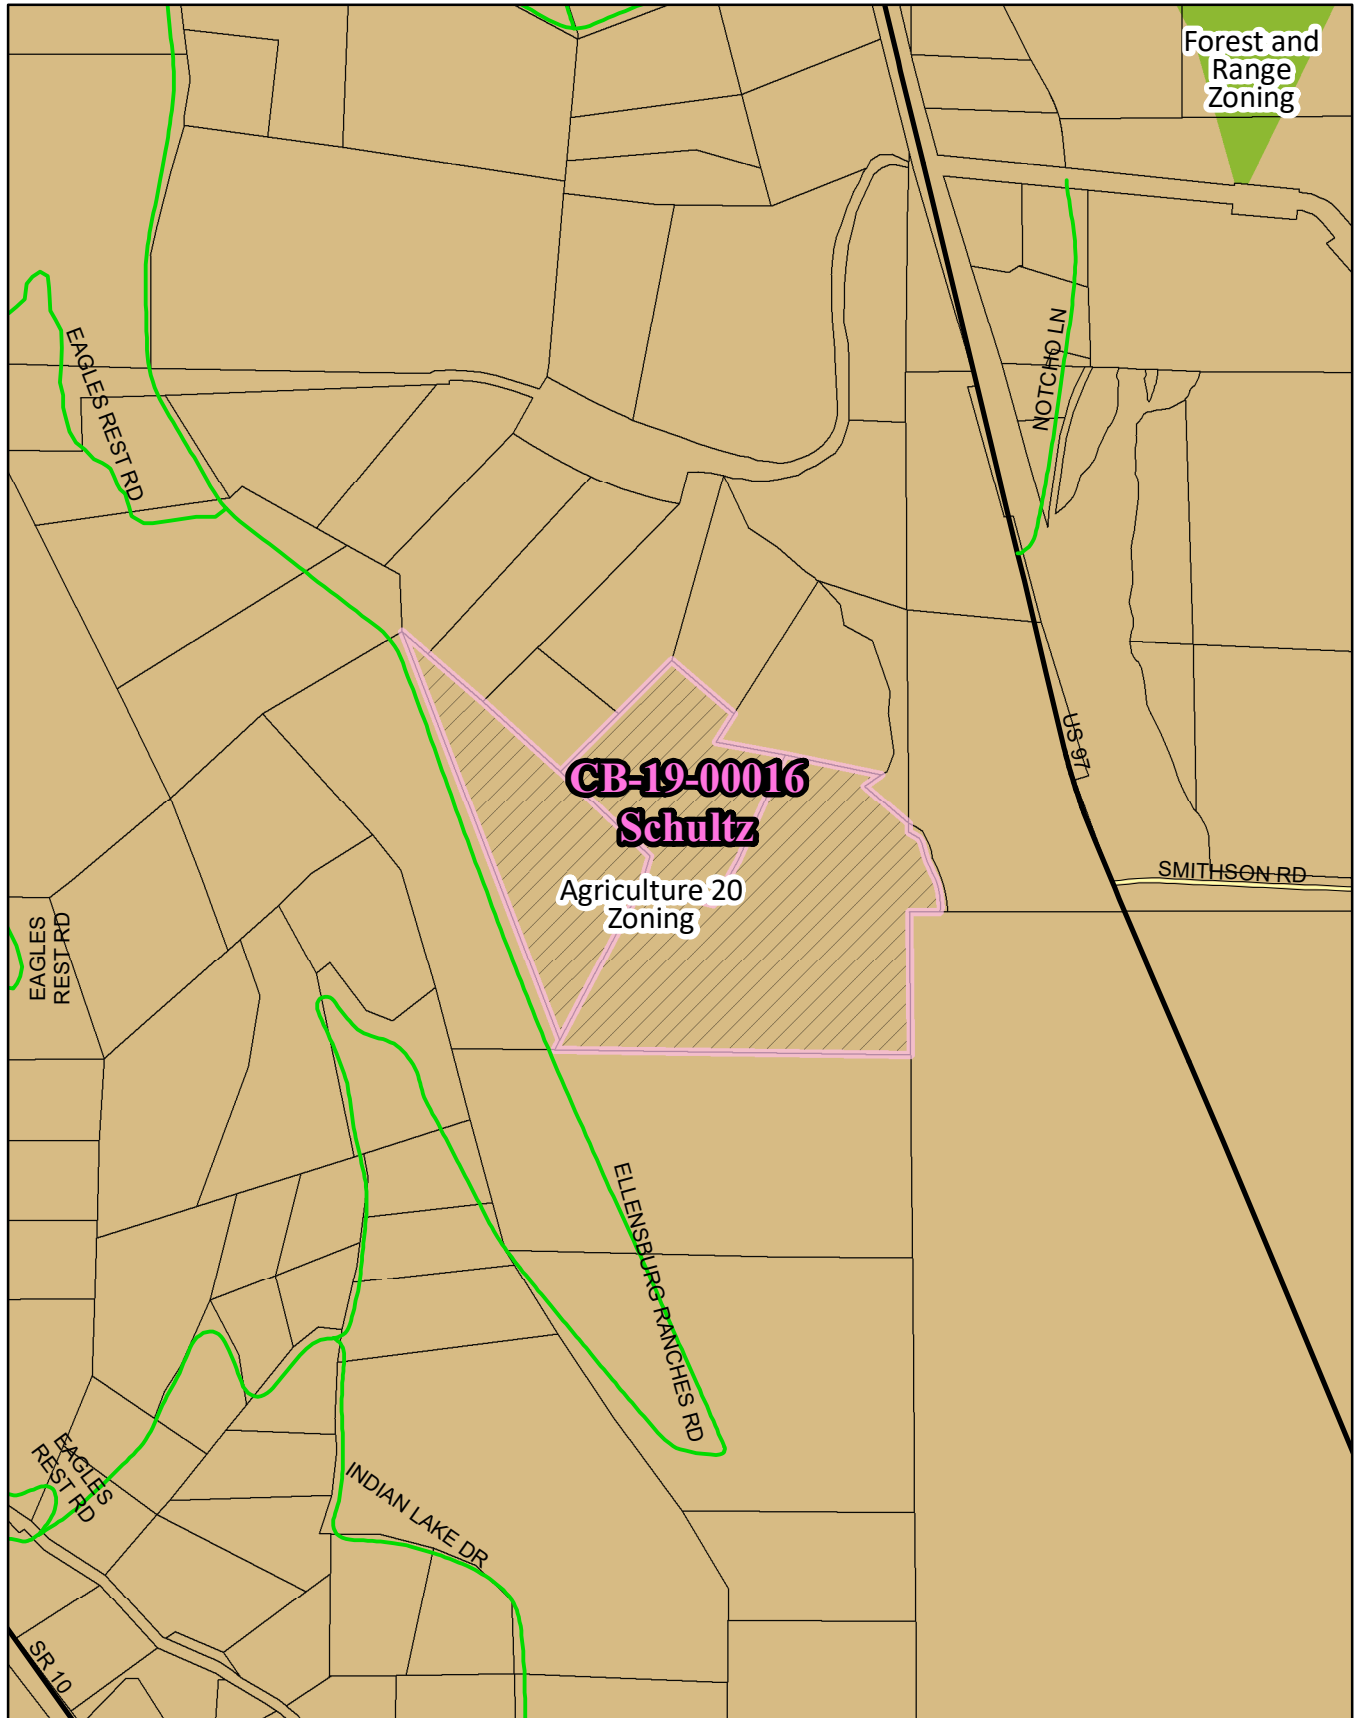 Forest and
Range
Zoning
EAGLES REST RD
NOTCHO LN
US 97
CB-19-00016
Schultz
SMITHSON RD
Agriculture 20
Zoning
EAGLES
REST RD
ELLENSBURG RANCHES RD
EAGLES
REST RD
INDIAN LAKE DR
SR 10